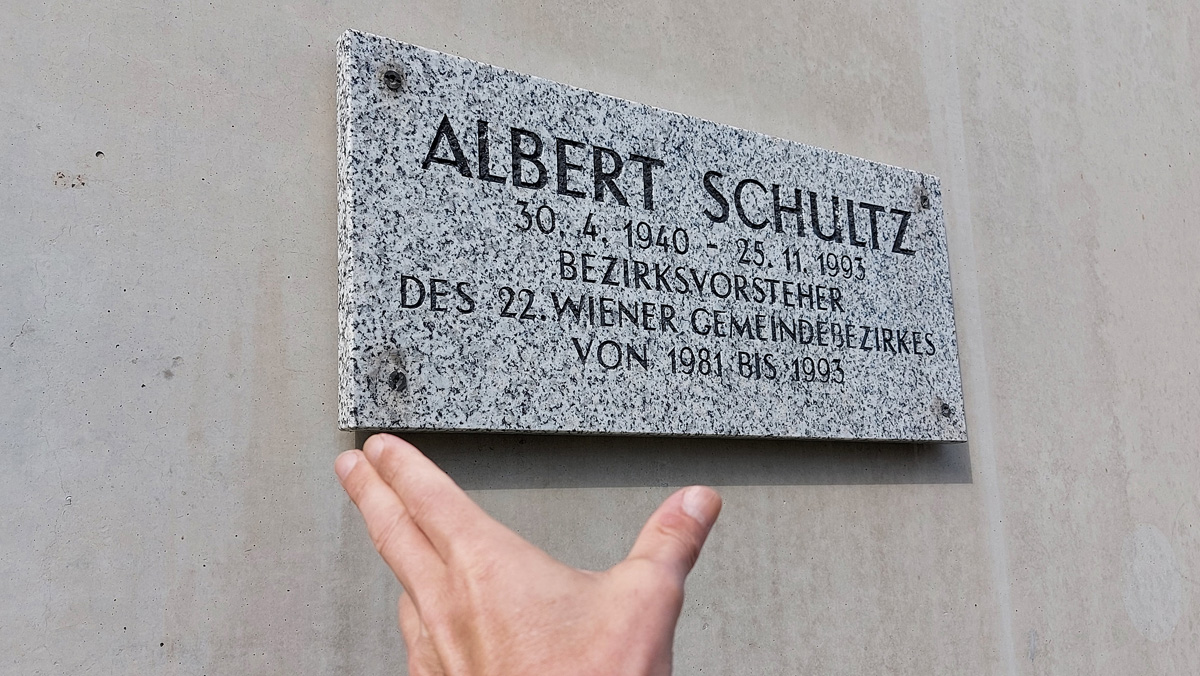 ALBERT SCHULTZ
30. 4. 1940 - 25. 11. 1993
BEZIRKSVORSTEHER
DES 22. WIENER GEMEINDEBEZIRKES
VON 1981 BIS 1993